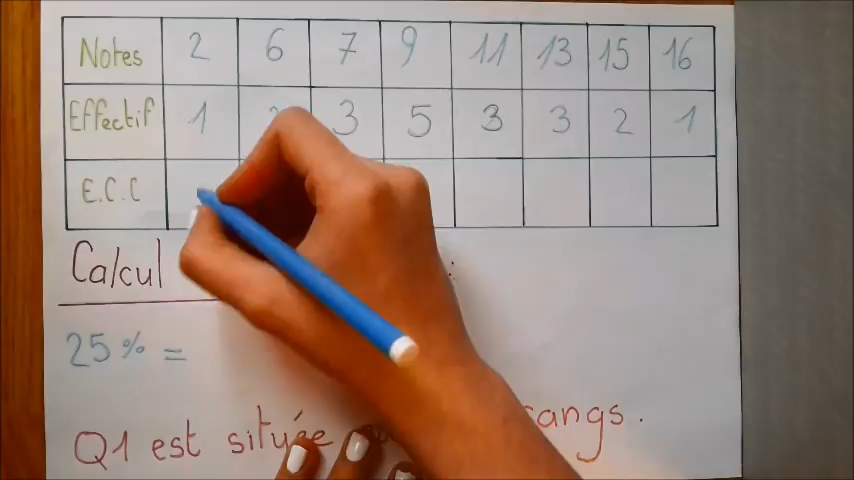 Notes 2 6 7 9 11 13 15 16
Effectif 1 3 5 3 3 2 1
E.C.C
Calcul :
25 % =
Q1 est située rangs.